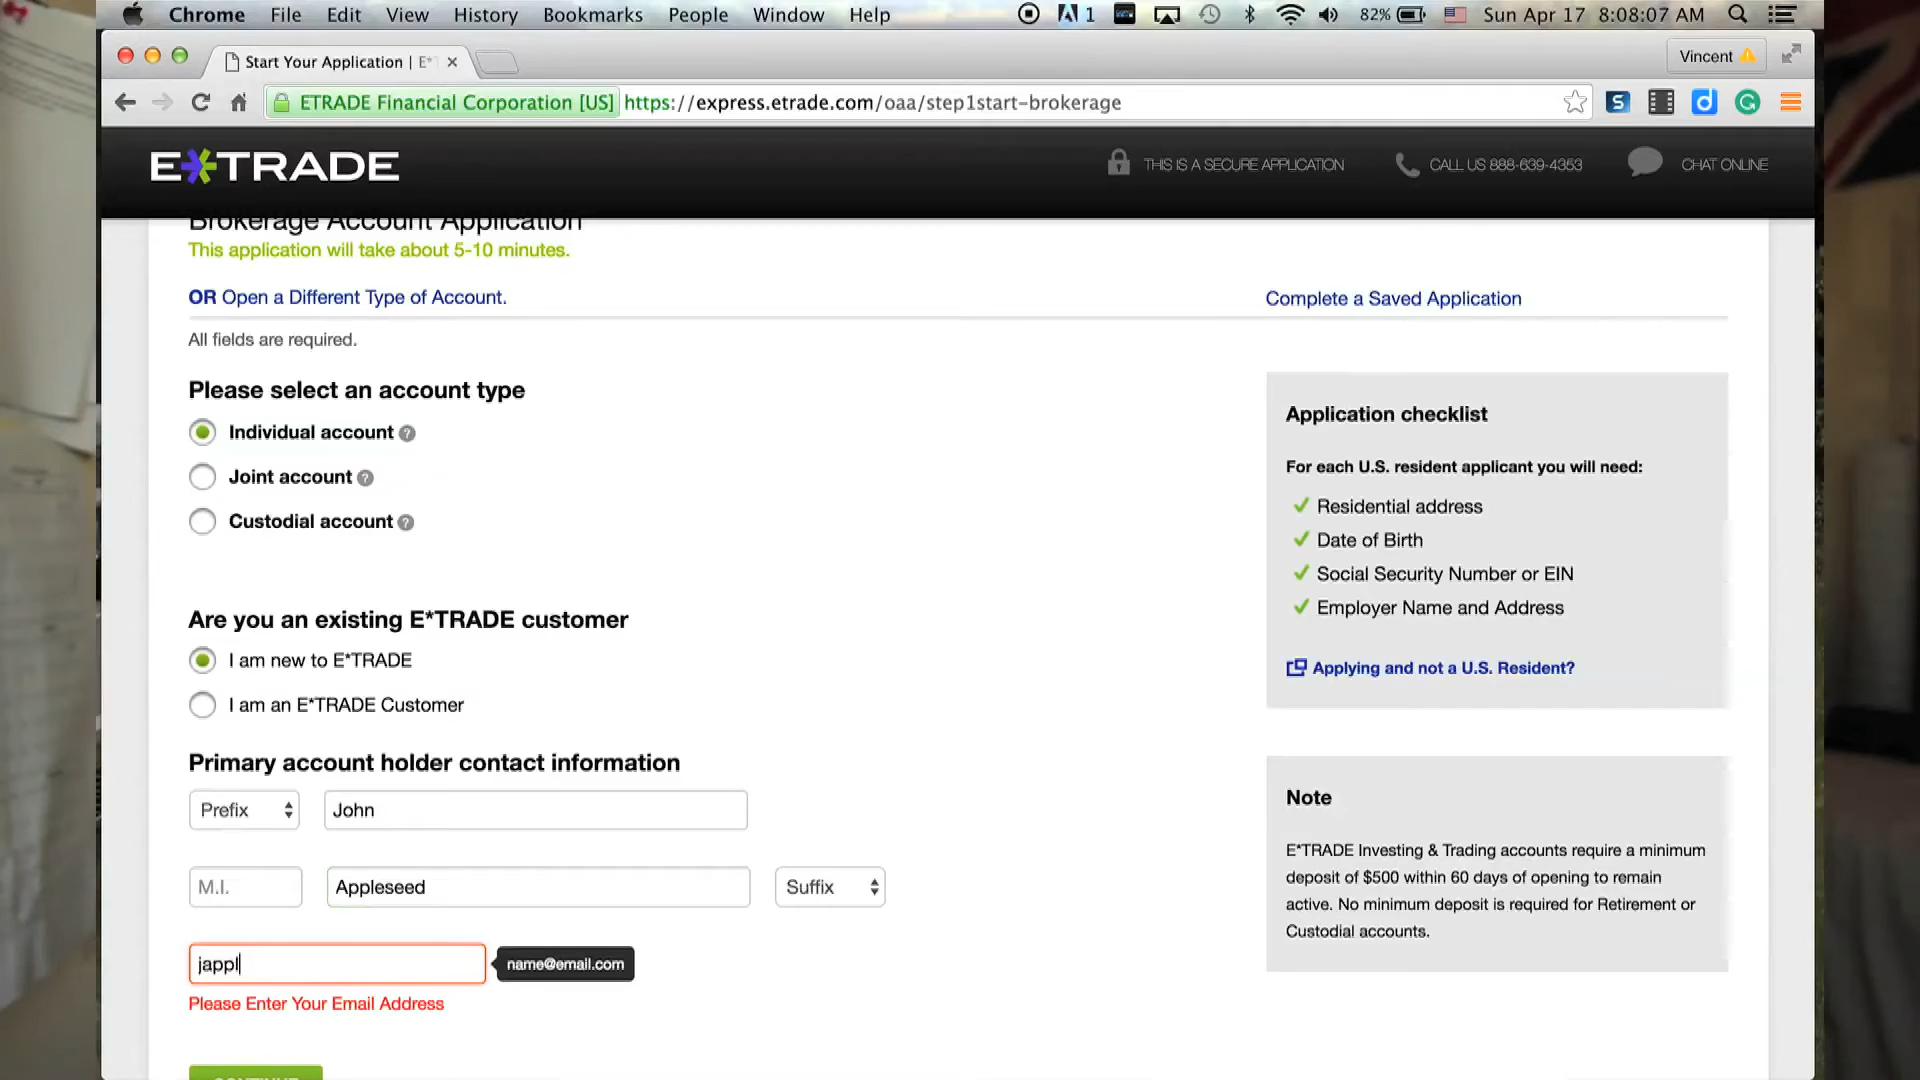 Chrome File Edit View History Bookmarks People Window Help 1 82% Sun Apr 17 8:08:07 AM
Start Your Application | E*
Vincent
ETRADE Financial Corporation [US] https://express.etrade.com/oaa/step1start-brokerage
E*TRADE
THIS IS A SECURE APPLICATION
CALL US 888-639-4353
CHAT ONLINE
Brokerage Account Application
This application will take about 5-10 minutes.
OR Open a Different Type of Account.
Complete a Saved Application
All fields are required.
Please select an account type
Individual account ?
Joint account ?
Custodial account ?
Are you an existing E*TRADE customer
I am new to E*TRADE
I am an E*TRADE Customer
Primary account holder contact information
Prefix John
M.I. Appleseed Suffix
jappl name@email.com
Please Enter Your Email Address
CONTINUE
Application checklist
For each U.S. resident applicant you will need:
Residential address
Date of Birth
Social Security Number or EIN
Employer Name and Address
Applying and not a U.S. Resident?
Note
E*TRADE Investing & Trading accounts require a minimum
deposit of $500 within 60 days of opening to remain
active. No minimum deposit is required for Retirement or
Custodial accounts.